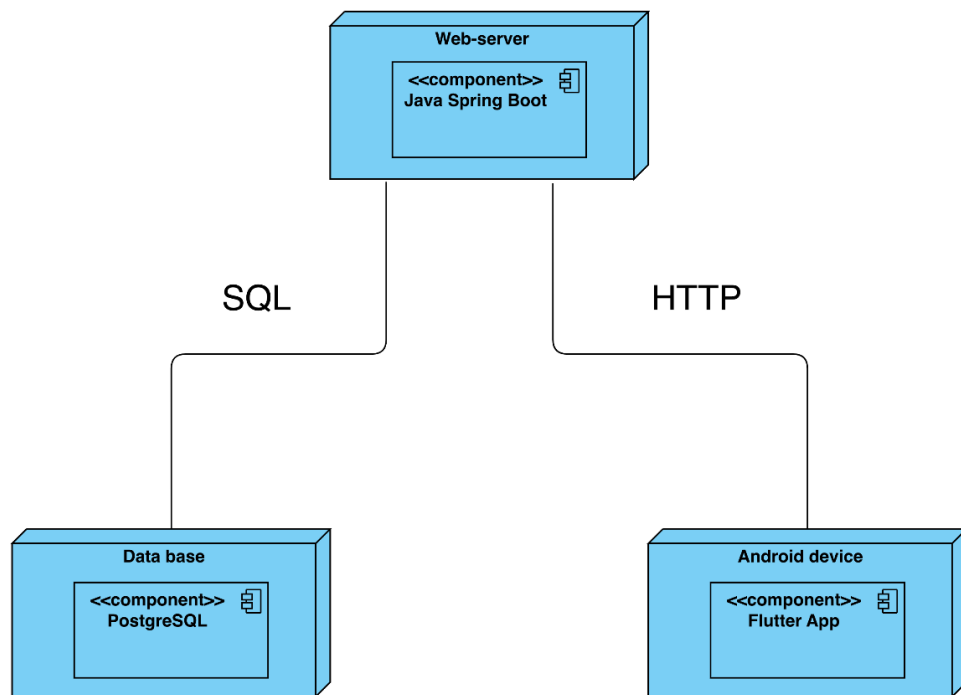 Web-server
<<component>>
Java Spring Boot
SQL
HTTP
Data base
<<component>>
PostgreSQL
Android device
<<component>>
Flutter App